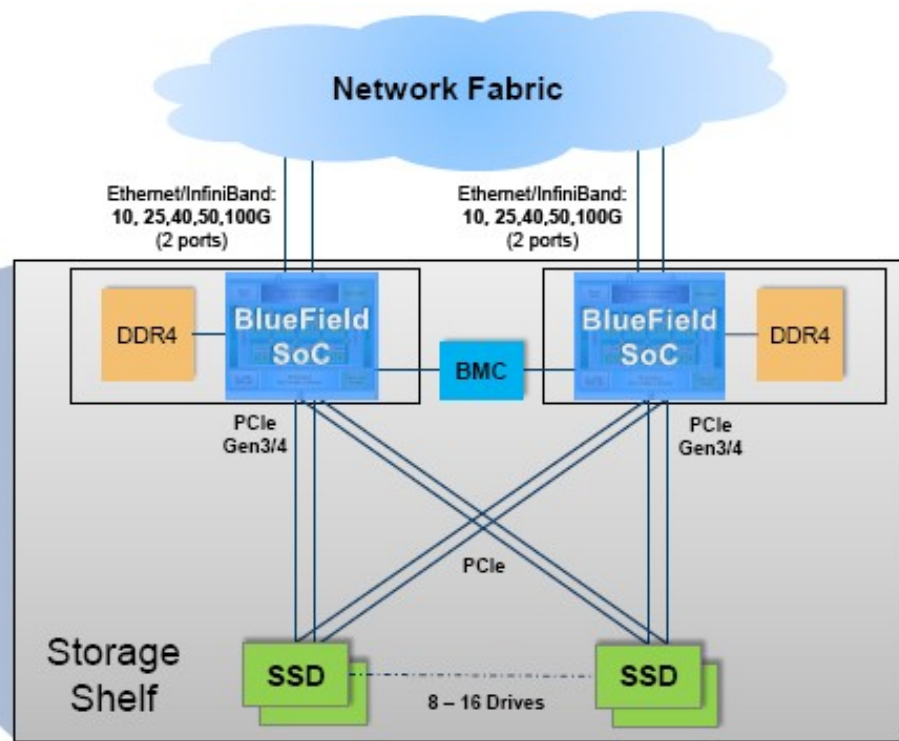 Network Fabric
Ethernet/InfiniBand:
10, 25,40,50,100G
(2 ports)
Ethernet/InfiniBand:
10, 25,40,50,100G
(2 ports)
DDR4
BlueField
SoC
BMC
BlueField
SoC
DDR4
PCIe
Gen3/4
PCIe
Gen3/4
PCIe
Storage
Shelf
SSD
SSD
8 – 16 Drives